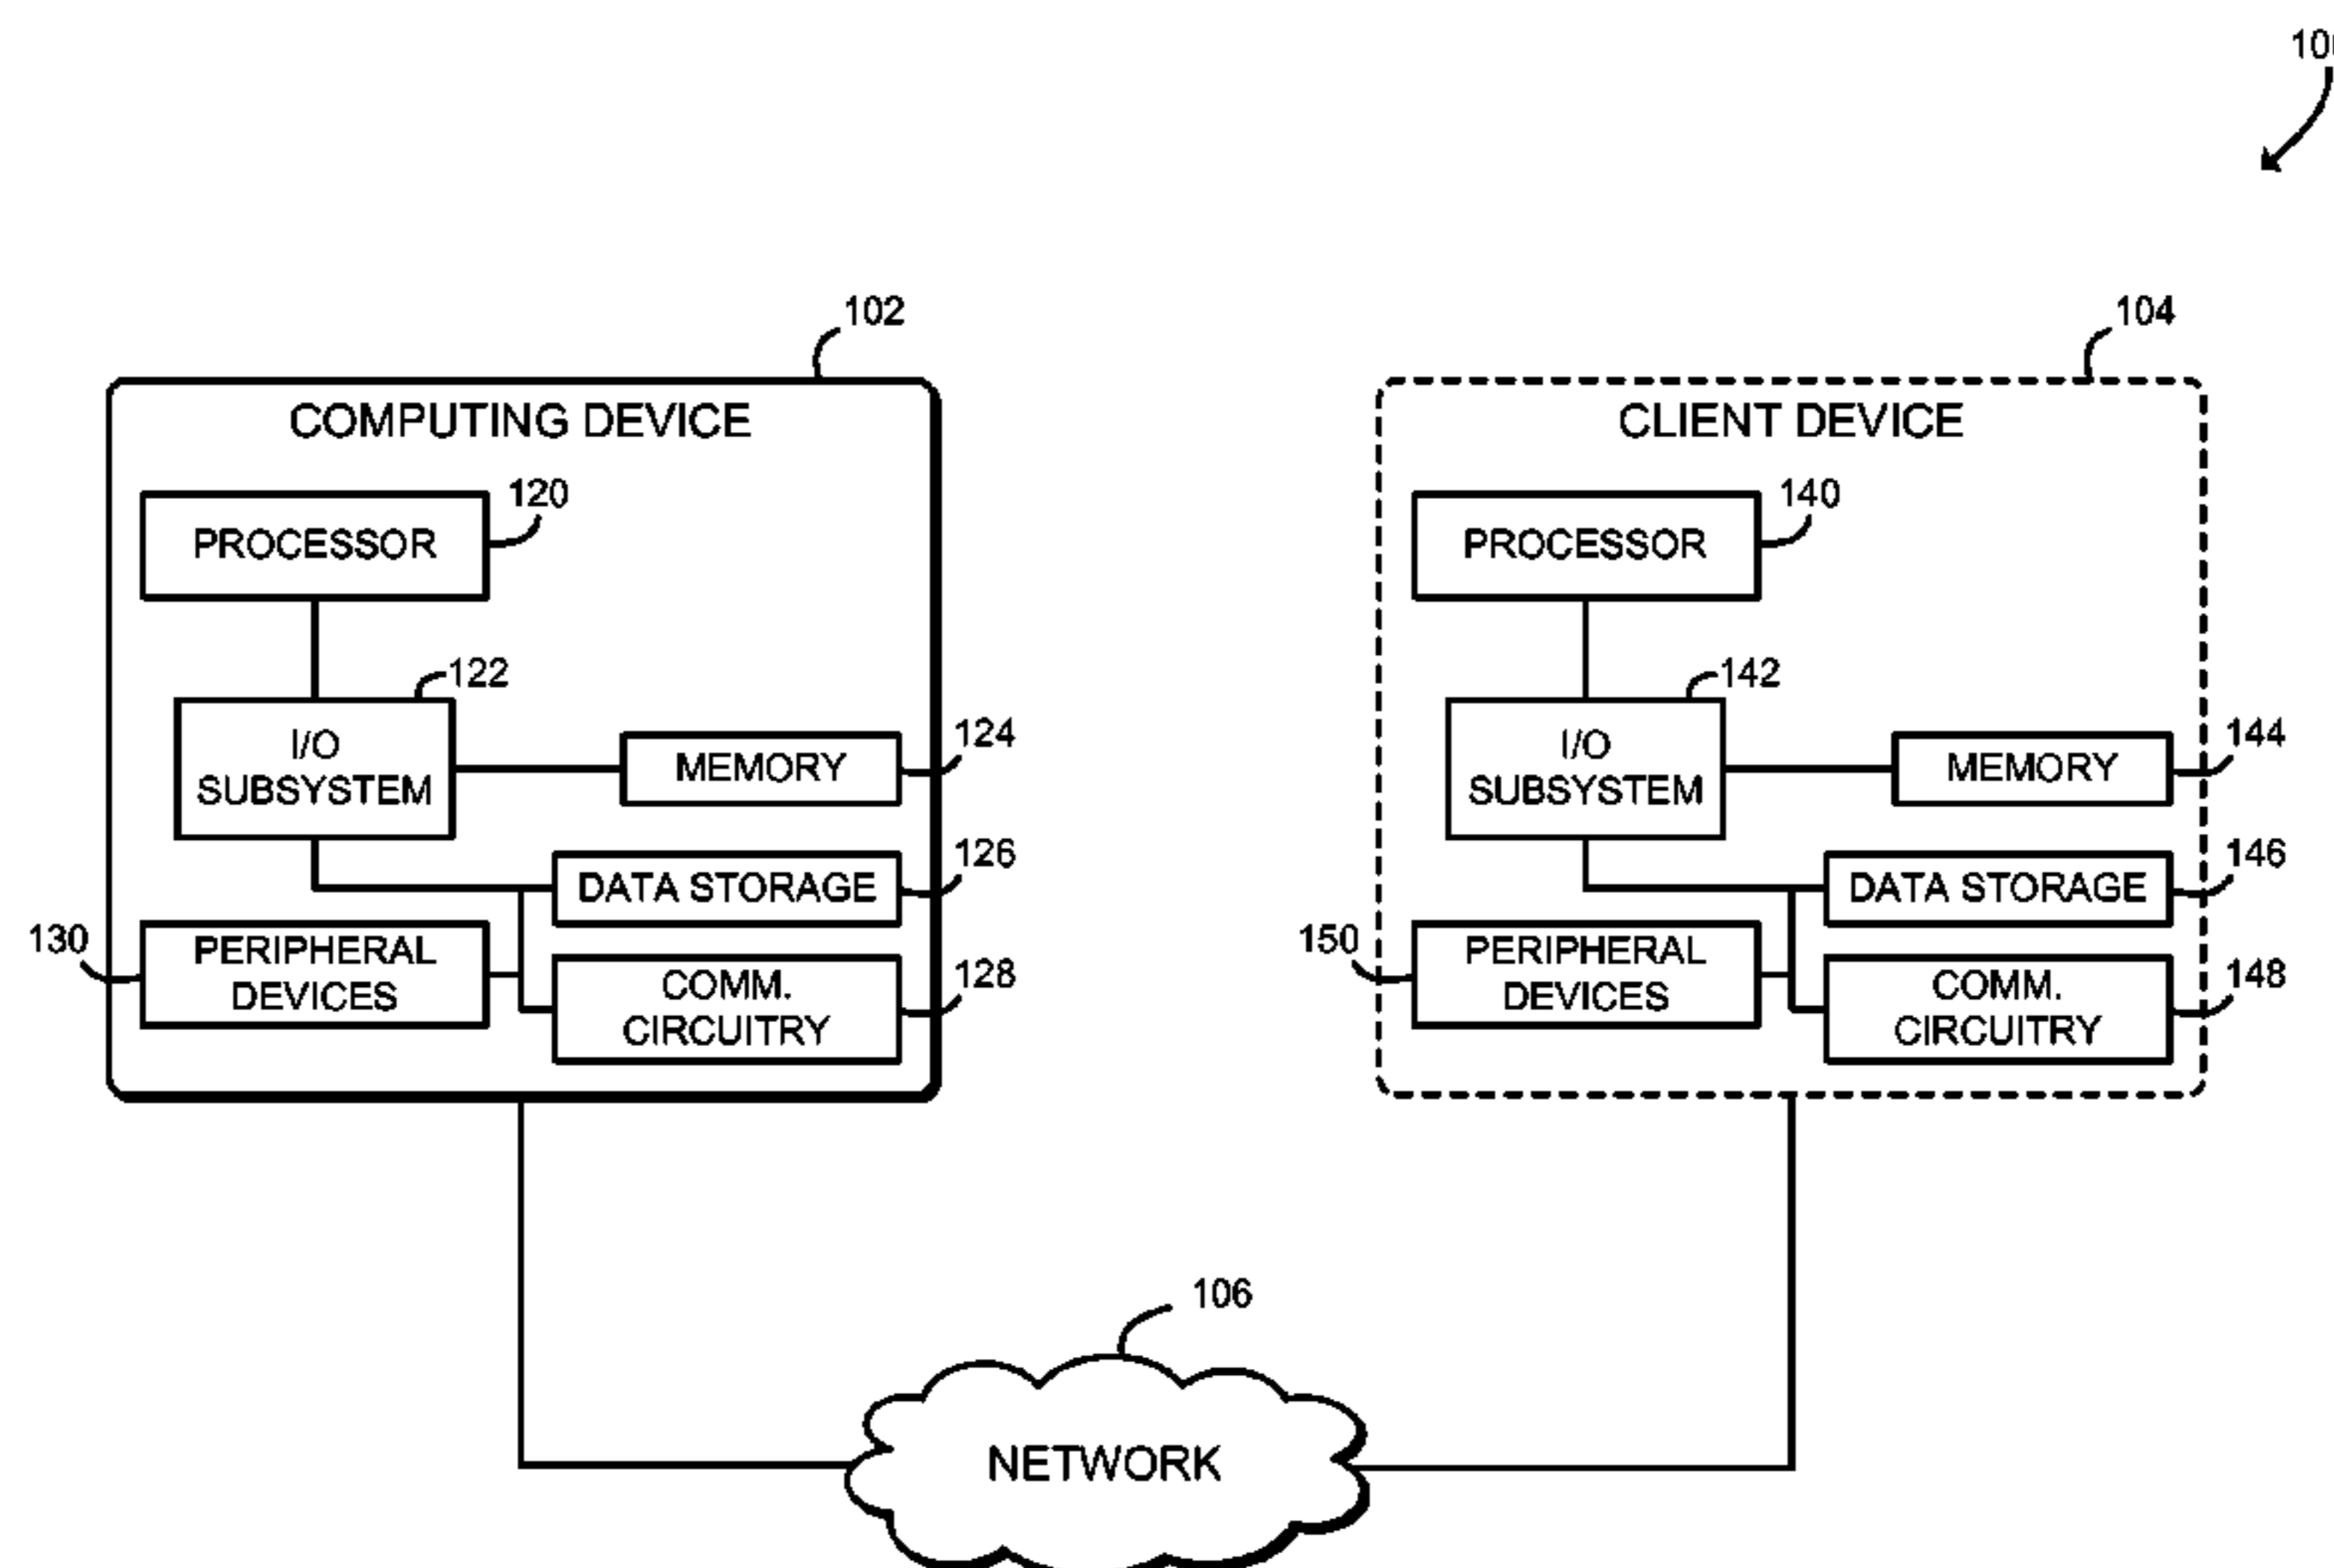 102
104
COMPUTING DEVICE
CLIENT DEVICE
120
140
PROCESSOR
PROCESSOR
122
142
I/O
SUBSYSTEM
124
MEMORY
I/O
SUBSYSTEM
144
MEMORY
126
DATA STORAGE
146
DATA STORAGE
130
PERIPHERAL
DEVICES
128
COMM.
CIRCUITRY
150
PERIPHERAL
DEVICES
148
COMM.
CIRCUITRY
106
NETWORK